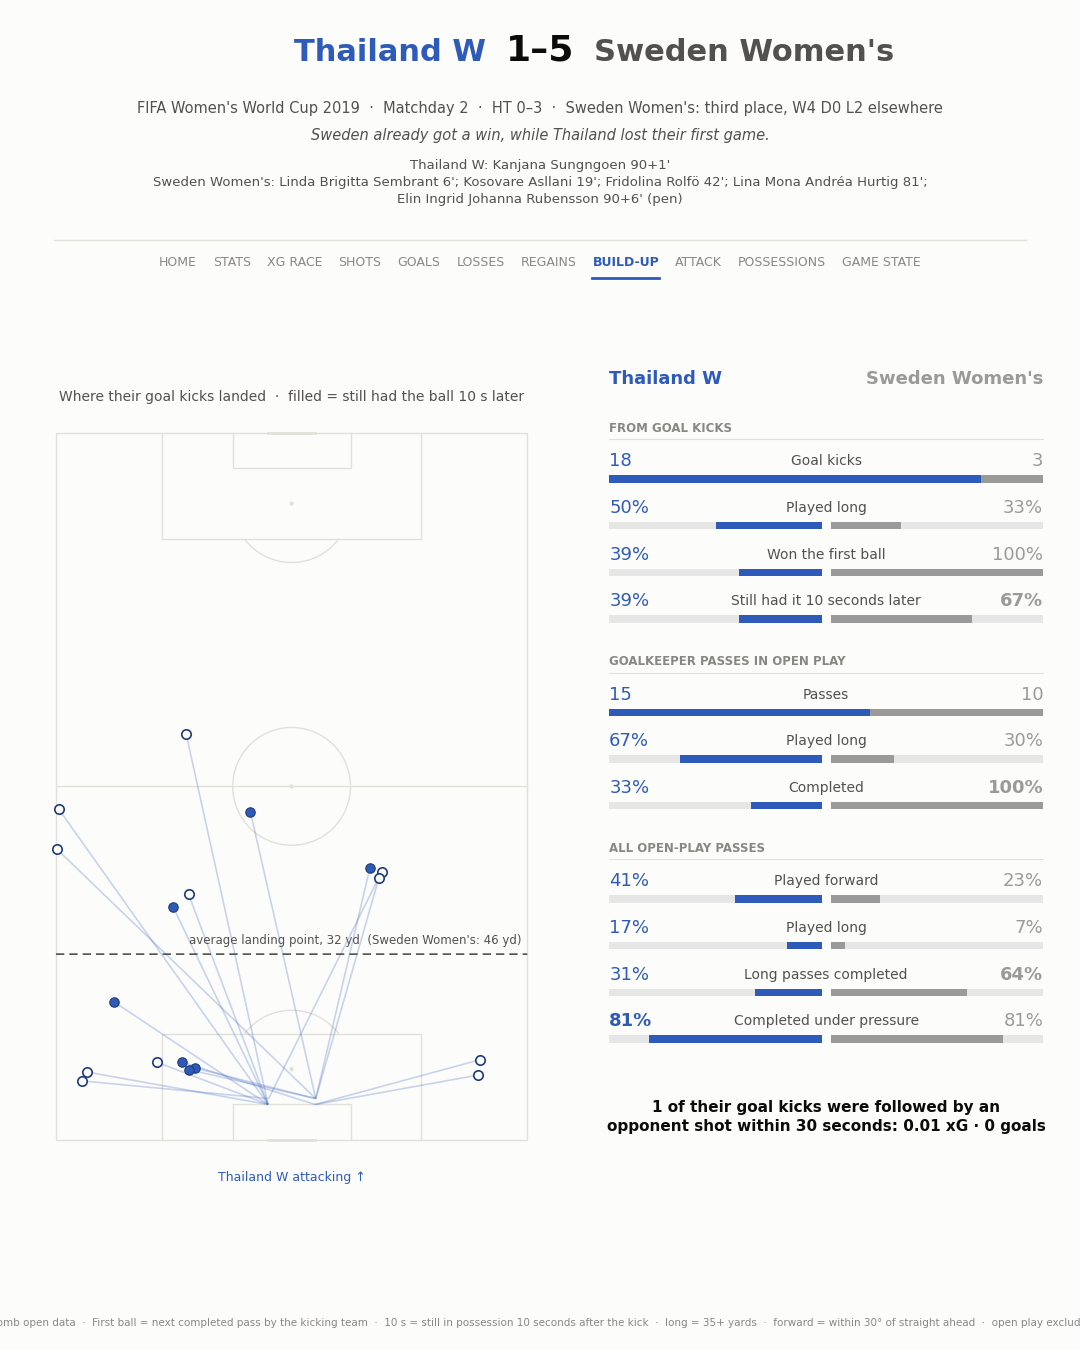 Thailand W 1–5 Sweden Women's
FIFA Women's World Cup 2019 · Matchday 2 · HT 0–3 · Sweden Women's: third place, W4 D0 L2 elsewhere
Sweden already got a win, while Thailand lost their first game.
Thailand W: Kanjana Sungngoen 90+1'
Sweden Women's: Linda Brigitta Sembrant 6'; Kosovare Asllani 19'; Fridolina Rolfö 42'; Lina Mona Andréa Hurtig 81';
Elin Ingrid Johanna Rubensson 90+6' (pen)
HOME STATS XG RACE SHOTS GOALS LOSSES REGAINS BUILD-UP ATTACK POSSESSIONS GAME STATE
Where their goal kicks landed · filled = still had the ball 10 s later
average landing point, 32 yd (Sweden Women's: 46 yd)
Thailand W attacking ↑
Thailand W Sweden Women's
FROM GOAL KICKS
18 Goal kicks 3
50% Played long 33%
39% Won the first ball 100%
39% Still had it 10 seconds later 67%
GOALKEEPER PASSES IN OPEN PLAY
15 Passes 10
67% Played long 30%
33% Completed 100%
ALL OPEN-PLAY PASSES
41% Played forward 23%
17% Played long 7%
31% Long passes completed 64%
81% Completed under pressure 81%
1 of their goal kicks were followed by an
opponent shot within 30 seconds: 0.01 xG · 0 goals
omb open data · First ball = next completed pass by the kicking team · 10 s = still in possession 10 seconds after the kick · long = 35+ yards · forward = within 30° of straight ahead · open play exclud